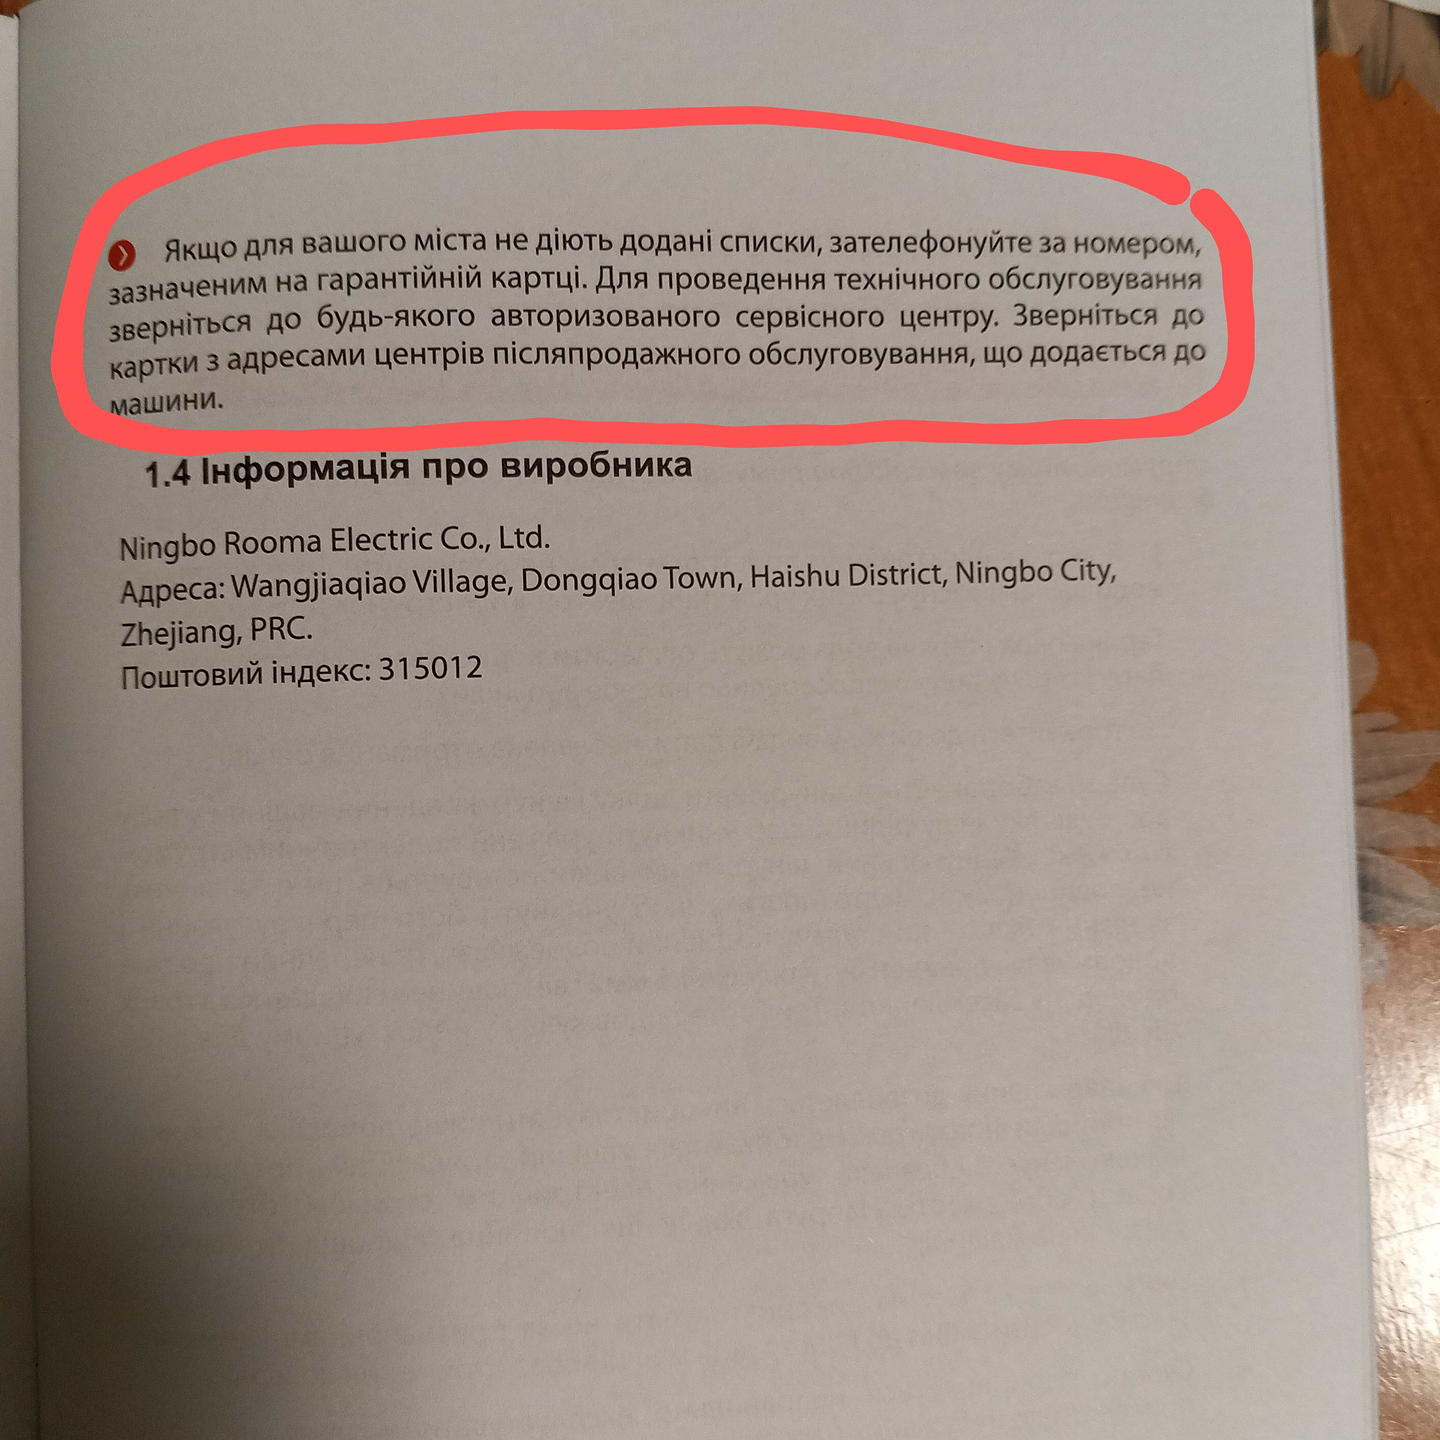 Якщо для вашого міста не діють додані списки, зателефонуйте за номером,
зазначеним на гарантійній картці. Для проведення технічного обслуговування
зверніться до будь-якого авторизованого сервісного центру. Зверніться до
картки з адресами центрів післяпродажного обслуговування, що додається до
машини.
1.4 Інформація про виробника
Ningbo Rooma Electric Co., Ltd.
Адреса: Wangjiaqiao Village, Dongqiao Town, Haishu District, Ningbo City,
Zhejiang, PRC.
Поштовий індекс: 315012